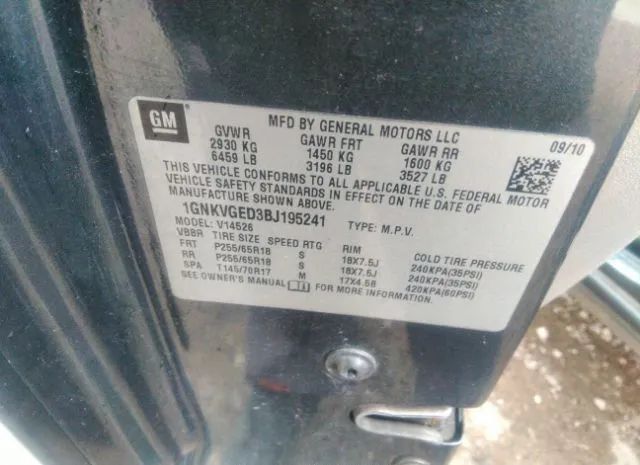 GM
MFD BY GENERAL MOTORS LLC
09/10
GVWR GAWR FRT GAWR RR
2930 KG 1450 KG 1600 KG
6459 LB 3196 LB 3527 LB
THIS VEHICLE CONFORMS TO ALL APPLICABLE U.S. FEDERAL MOTOR
VEHICLE SAFETY STANDARDS IN EFFECT ON THE DATE OF
MANUFACTURE SHOWN ABOVE.
1GNKVGED3BJ195241 TYPE: M.P.V.
MODEL: V14526
VBBR TIRE SIZE SPEED RTG RIM COLD TIRE PRESSURE
FRT P255/65R18 S 18X7.5J 240KPA(35PSI)
RR P255/65R18 S 18X7.5J 240KPA(35PSI)
SPA T145/70R17 M 17X4.5B 420KPA(60PSI)
SEE OWNER'S MANUAL FOR MORE INFORMATION.